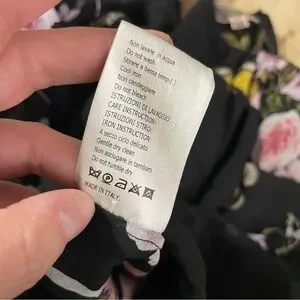 Non lavare in acqua
Do not wash
Stirare a bassa temp.( )
Cool iron
Non candeggiare
Do not bleach
ISTRUZIONI DI LAVAGGIO:
CARE INSTRUCTION:
ISTRUZIONI STIRO:
IRON INSTRUCTION:
A secco ciclo delicato
Gentle dry clean
Non asciugare in tamburo
Do not tumble dry
MADE IN ITALY